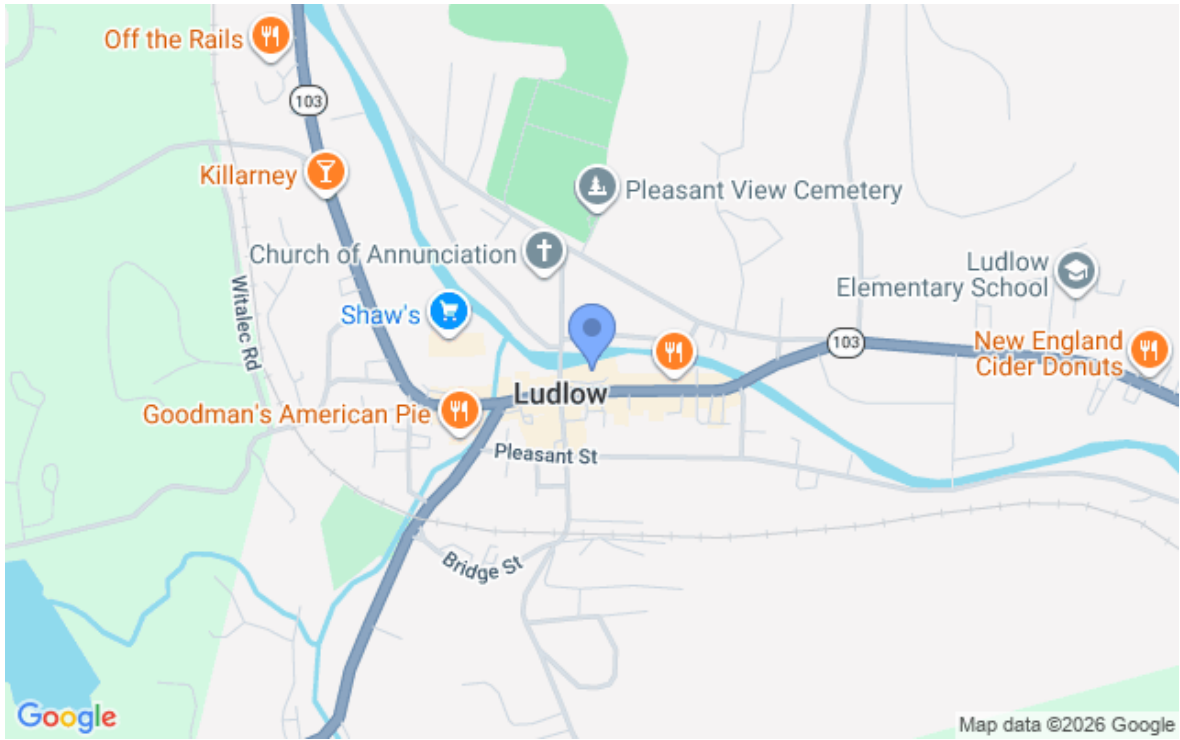 Off the Rails
103
Killarney
Pleasant View Cemetery
Church of Annunciation
Ludlow
Elementary School
Witalec Rd
Shaw's
103
New England
Cider Donuts
Ludlow
Goodman's American Pie
Pleasant St
Bridge St
Google
Map data ©2026 Google